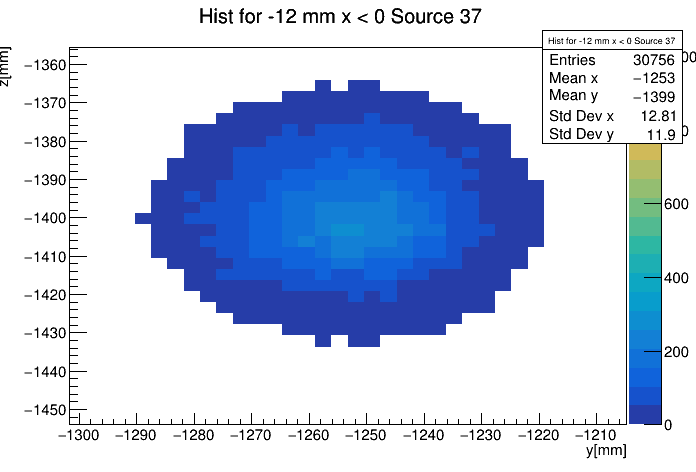 Hist for -12 mm x < 0 Source 37
z[mm]
Hist for -12 mm x < 0 Source 37
Entries 30756
Mean x −1253
Mean y −1399
Std Dev x 12.81
Std Dev y 11.9
−1360
−1370
−1380
−1390
−1400
−1410
−1420
−1430
−1440
−1450
600
400
200
0
−1300 −1290 −1280 −1270 −1260 −1250 −1240 −1230 −1220 −1210
y[mm]